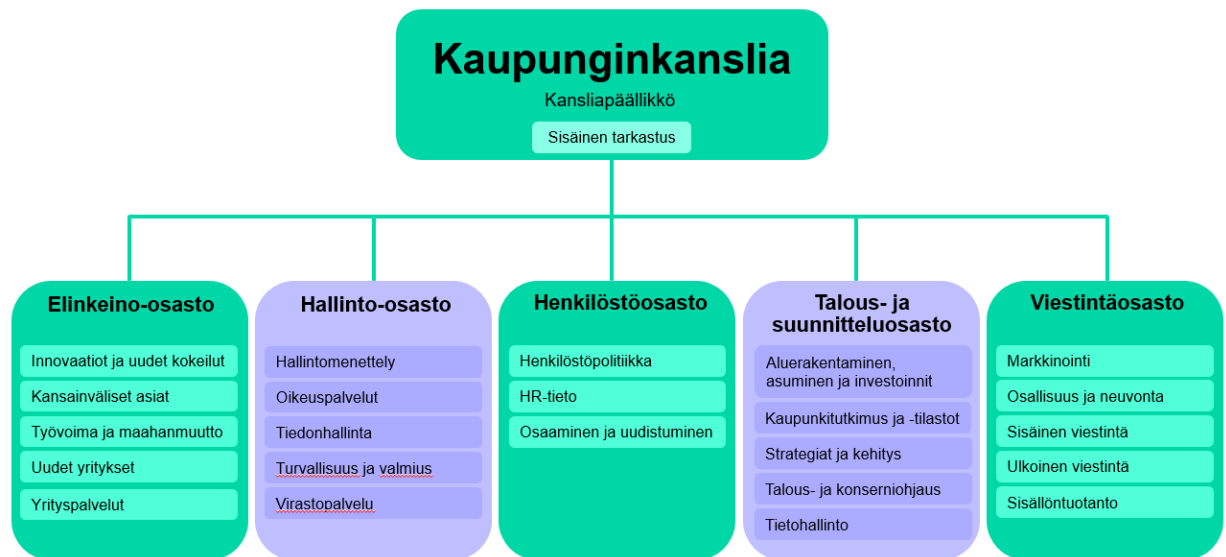 Kaupunginkanslia
Kansliapäällikkö
Sisäinen tarkastus
Elinkeino-osasto
Innovaatiot ja uudet kokeilut
Kansainväliset asiat
Työvoima ja maahanmuutto
Uudet yritykset
Yrityspalvelut
Hallinto-osasto
Hallintomenettely
Oikeuspalvelut
Tiedonhallinta
Turvallisuus ja valmius
Virastopalvelu
Henkilöstöosasto
Henkilöstöpolitiikka
HR-tieto
Osaaminen ja uudistuminen
Talous- ja
suunnitteluosasto
Aluerakentaminen,
asuminen ja investoinnit
Kaupunkitutkimus ja -tilastot
Strategiat ja kehitys
Talous- ja konserniohjaus
Tietohallinto
Viestintäosasto
Markkinointi
Osallisuus ja neuvonta
Sisäinen viestintä
Ulkoinen viestintä
Sisällöntuotanto